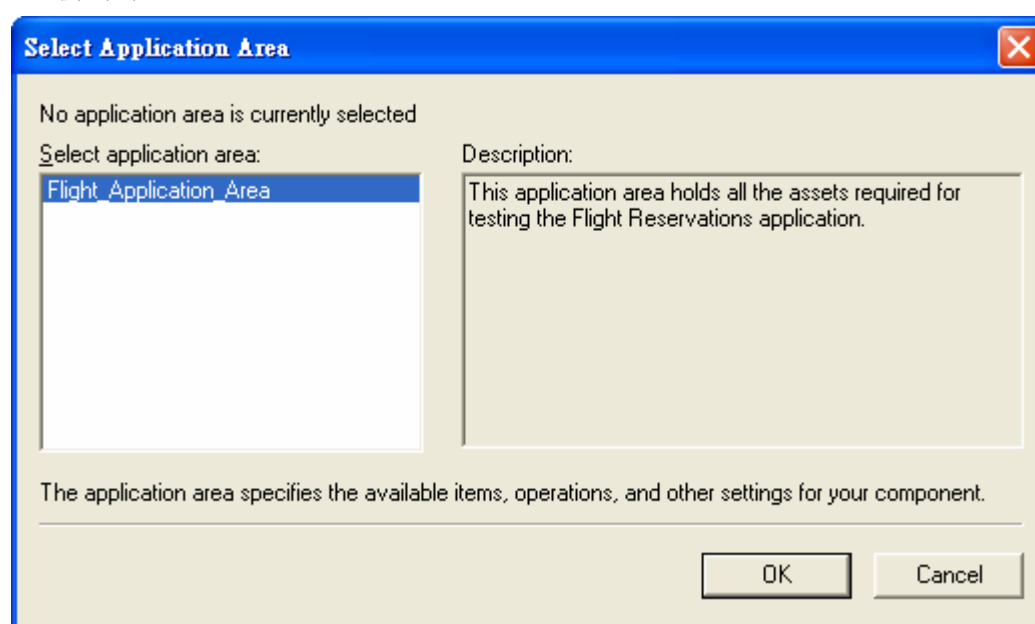 Select Application Area
No application area is currently selected
Select application area:
Description:
Flight_Application_Area
This application area holds all the assets required for
testing the Flight Reservations application.
The application area specifies the available items, operations, and other settings for your component.
OK
Cancel